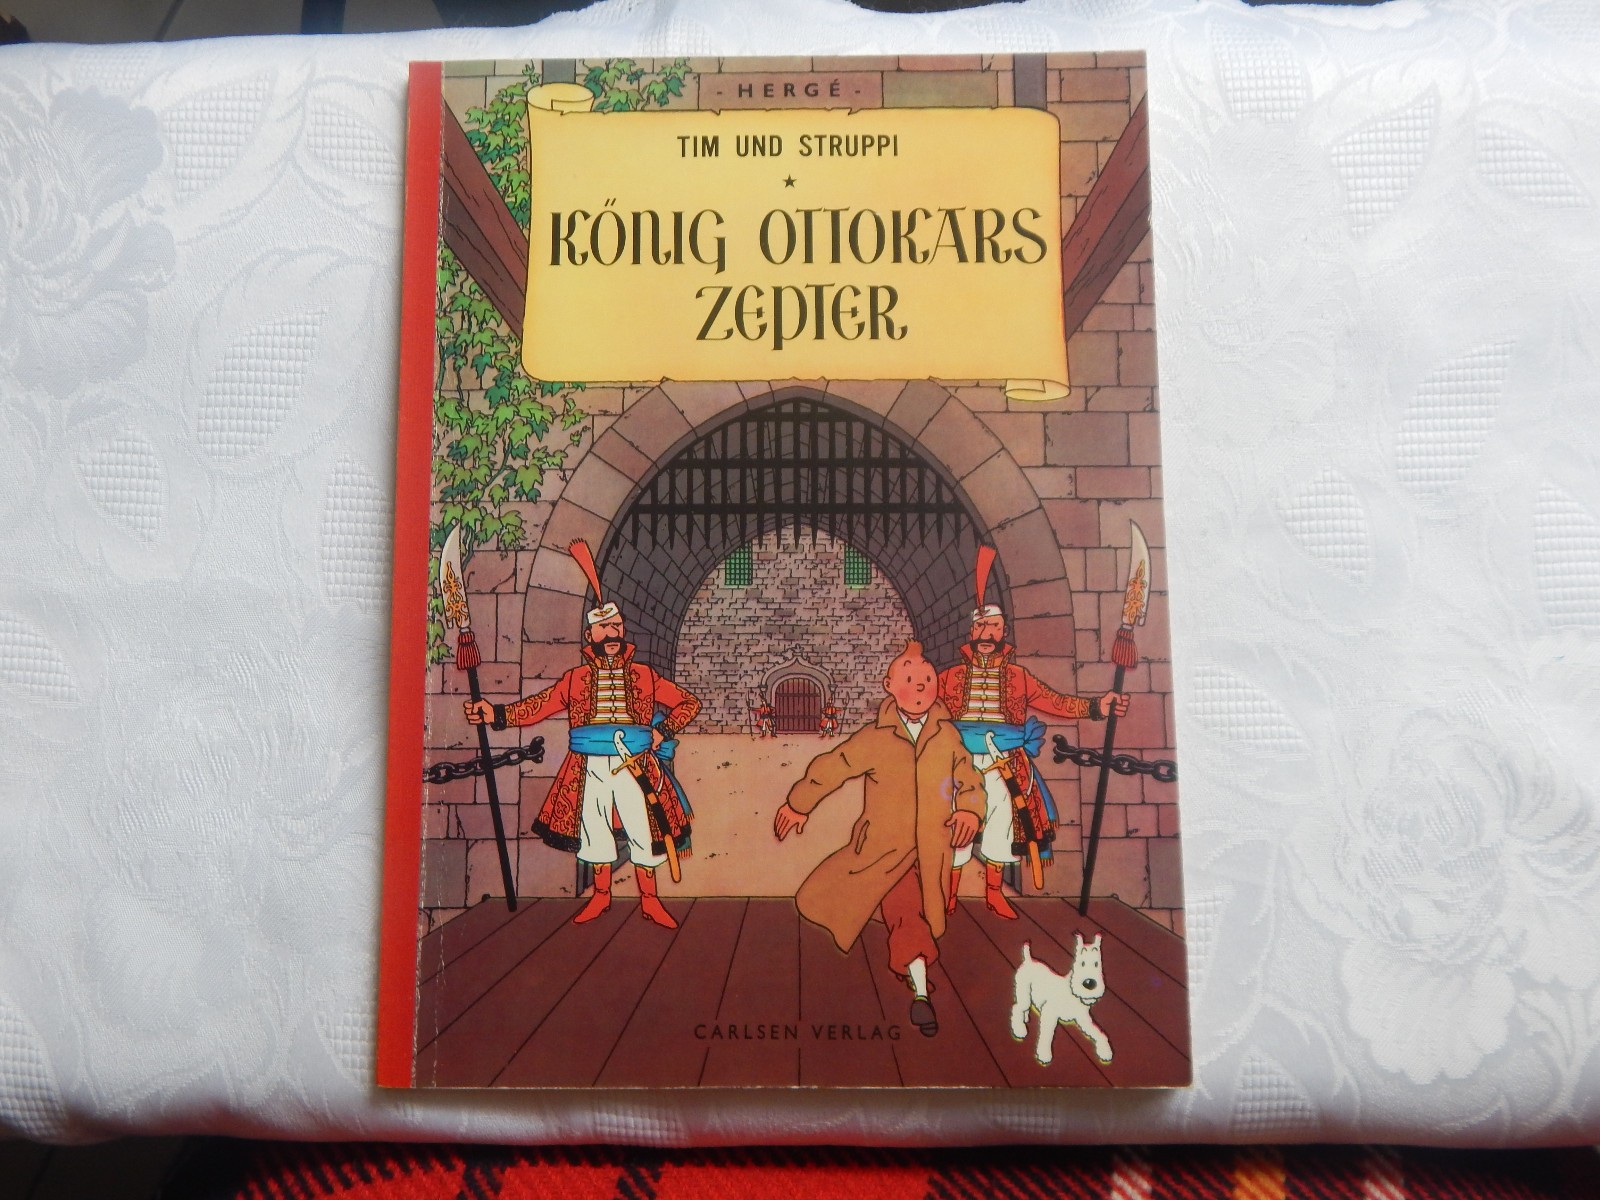 - HERGÉ -
TIM UND STRUPPI
KÖNIG OTTOKARS
ZEPTER
CARLSEN VERLAG